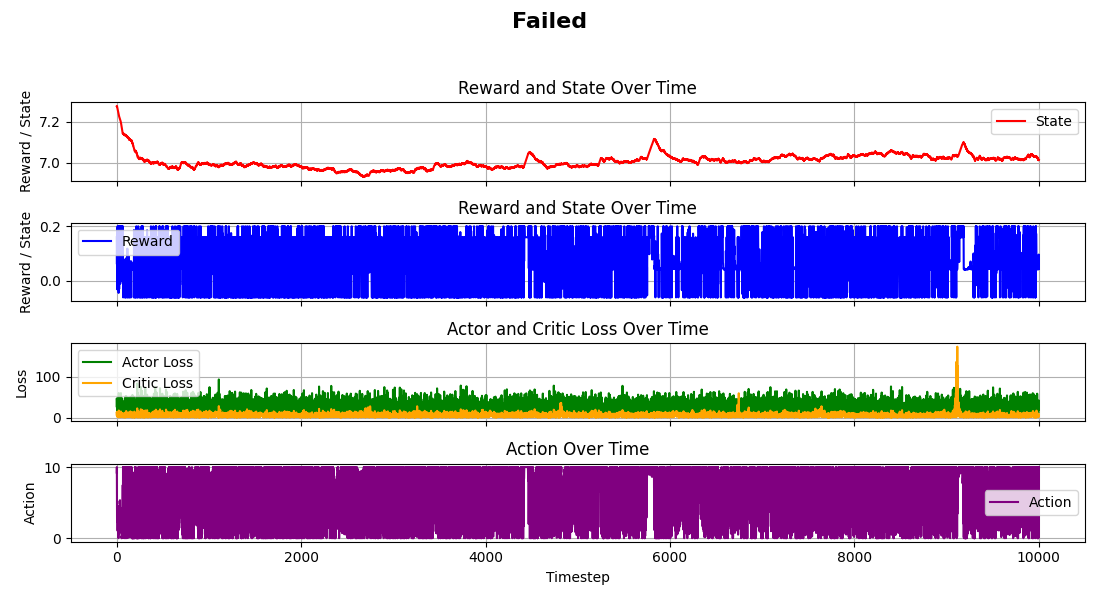 Failed
Reward and State Over Time
Reward / State
7.2
7.0
State
Reward and State Over Time
Reward / State
0.2
0.0
Reward
Actor and Critic Loss Over Time
Loss
100
0
Actor Loss
Critic Loss
Action Over Time
Action
10
0
Action
0 2000 4000 6000 8000 10000
Timestep